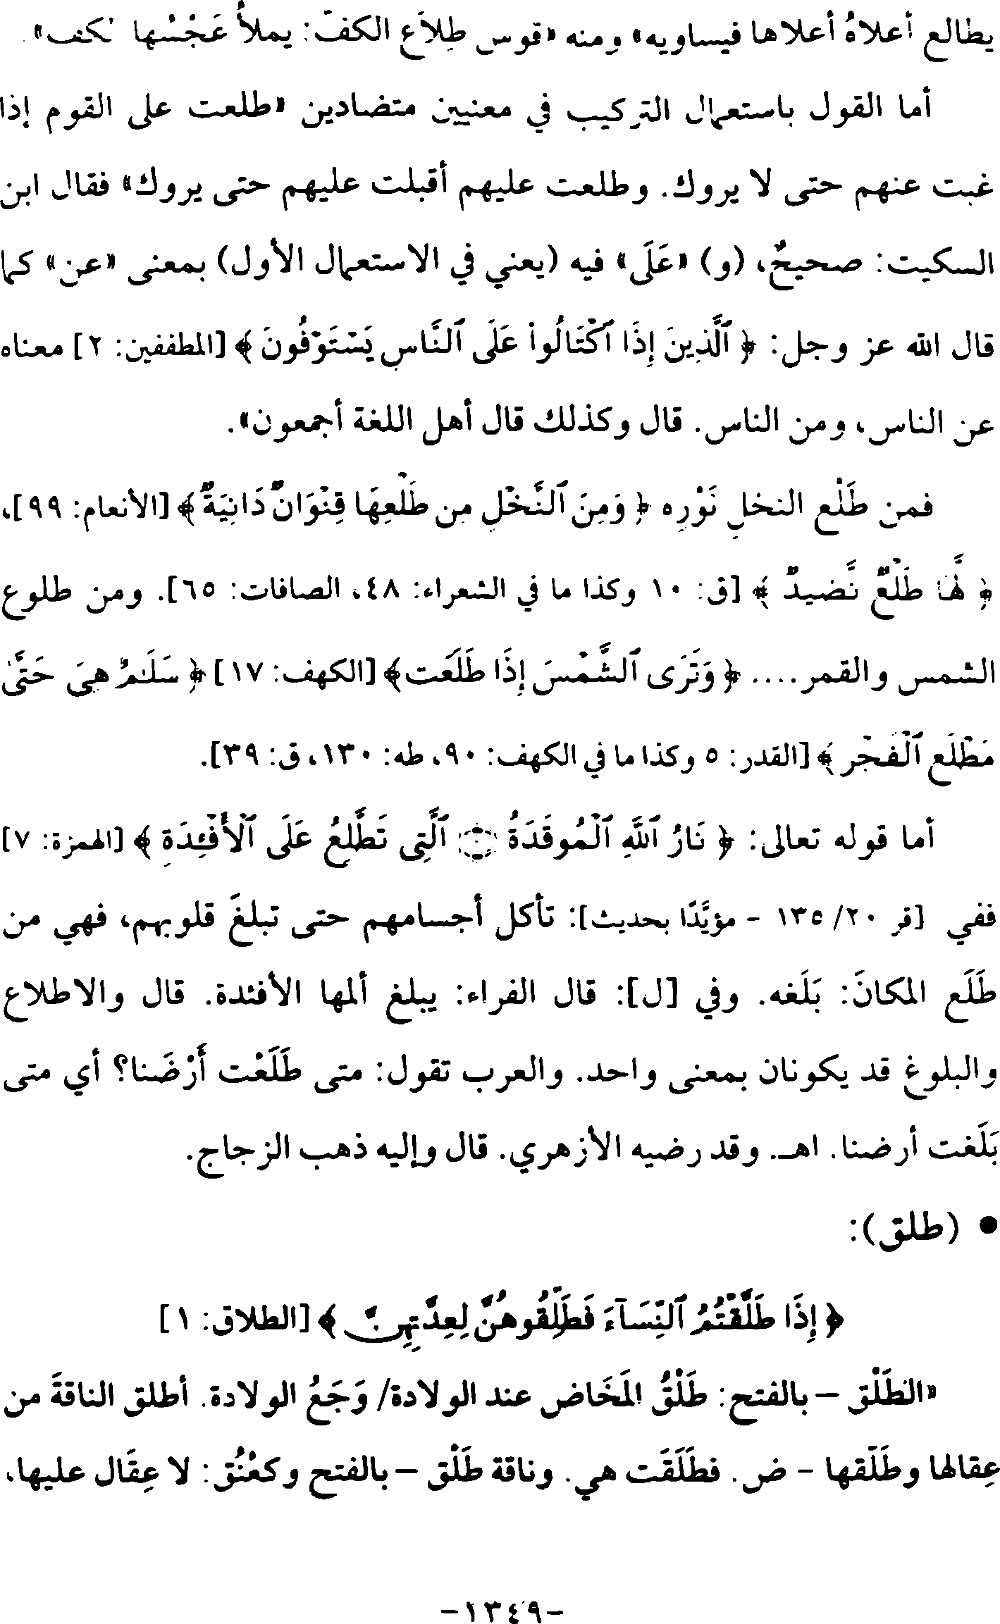 يطالع أعلاهُ أعلاها فيساويه» ومنه «قوس طِلَاع الكفّ: يملأُ عَجْسُها الكف».
أما القول باستعمال التركيب في معنيين متضادين «طلعت على القوم إذا
غبت عنهم حتى لا يروك. وطلعت عليهم أقبلت عليهم حتى يروك» فقال ابن
السكيت: صحيحٌ، (و) «عَلَى» فيه (يعني في الاستعمال الأول) بمعنى «عن» كما
قال الله عز وجل: ﴿ ٱلَّذِينَ إِذَا ٱكْتَالُوا۟ عَلَى ٱلنَّاسِ يَسْتَوْفُونَ ﴾ [المطففين: ٢] معناه
عن الناس، ومن الناس. قال وكذلك قال أهل اللغة أجمعون».
فمن طَلْع النخل نَوْرِه ﴿ وَمِنَ ٱلنَّخْلِ مِن طَلْعِهَا قِنْوَانٌ دَانِيَةٌ ﴾ [الأنعام: ٩٩]،
﴿ لَّهَا طَلْعٌ نَّضِيدٌ ﴾ [ق: ١٠ وكذا ما في الشعراء: ٤٨، الصافات: ٦٥]. ومن طلوع
الشمس والقمر.... ﴿ وَتَرَى ٱلشَّمْسَ إِذَا طَلَعَت﴾ [الكهف: ١٧] ﴿ سَلَـٰمٌ هِىَ حَتَّىٰ
مَطْلَعِ ٱلْفَجْرِ ﴾ [القدر: ٥ وكذا ما في الكهف: ٩٠، طه: ١٣٠، ق: ٣٩].
أما قوله تعالى: ﴿ نَارُ ٱللَّهِ ٱلْمُوقَدَةُ ۝ ٱلَّتِى تَطَّلِعُ عَلَى ٱلْأَفْـِٔدَةِ ﴾ [الهمزة: ٧]
ففي [قر ٢٠/ ١٣٥ - مؤيَّدًا بحديث]: تأكل أجسامهم حتى تبلغَ قلوبهم، فهي من
طَلَع المكانَ: بَلَغه. وفي [ل]: قال الفراء: يبلغ ألمها الأفئدة. قال والاطلاع
والبلوغ قد يكونان بمعنى واحد. والعرب تقول: متى طَلَعْت أَرْضَنا؟ أي متى
بَلَغت أرضنا. اهـ. وقد رضيه الأزهري. قال وإليه ذهب الزجاج.
• (طلق):
﴿ إِذَا طَلَّقْتُمُ ٱلنِّسَآءَ فَطَلِّقُوهُنَّ لِعِدَّتِهِنَّ ﴾ [الطلاق: ١]
«الطَلْق – بالفتح: طَلْقُ المَخَاض عند الولادة/ وَجَعُ الولادة. أطلق الناقةَ من
عِقالها وطَلّقها - ض. فطَلَقَت هي. وناقة طَلْق – بالفتح وكعُنُق: لا عِقَال عليها،
-١٣٤٩-